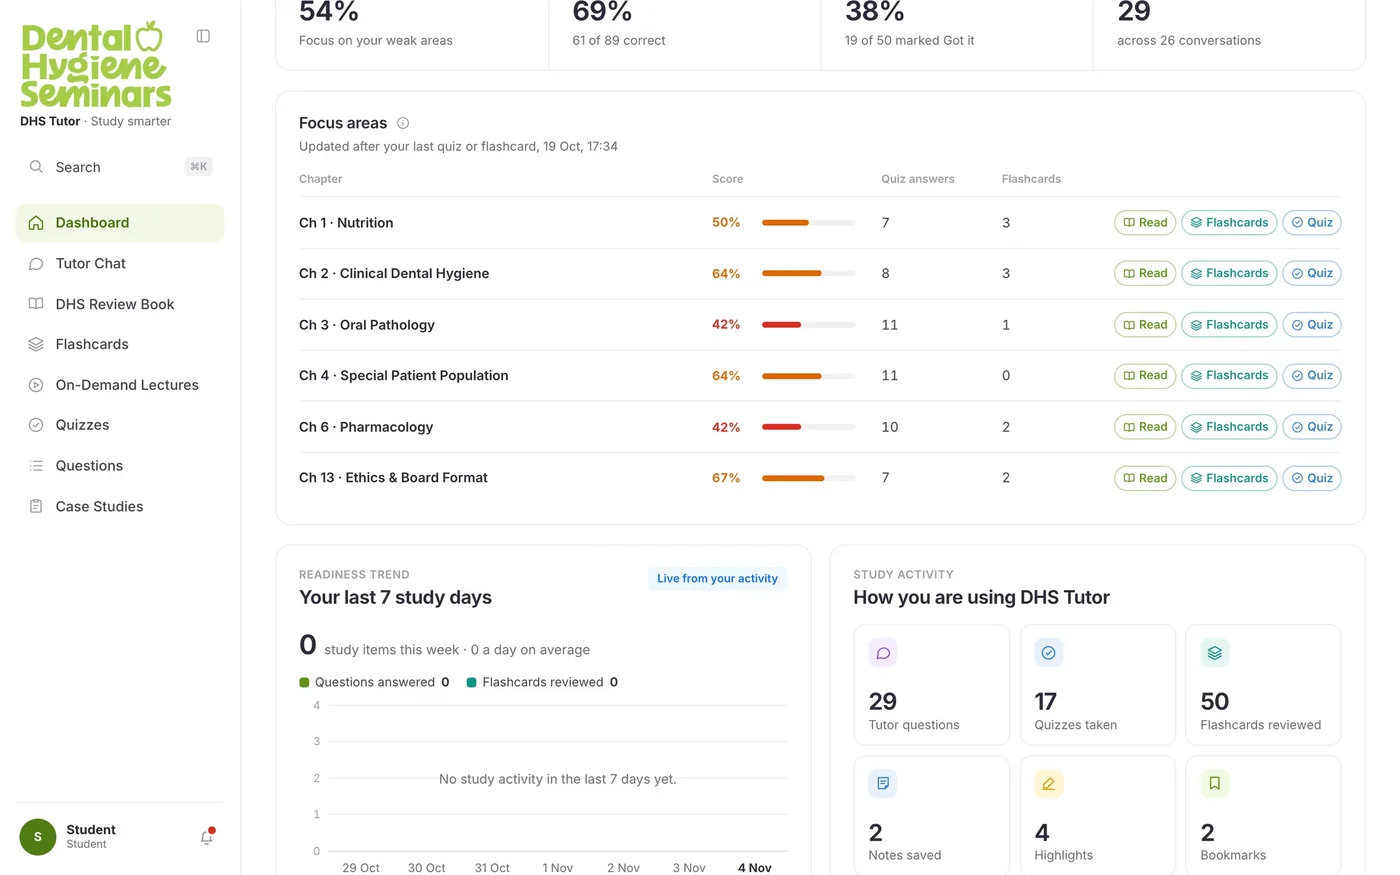 Dental
Hygiene
Seminars
DHS Tutor · Study smarter
Search ⌘K
Dashboard
Tutor Chat
DHS Review Book
Flashcards
On-Demand Lectures
Quizzes
Questions
Case Studies
S
Student
Student
54%
Focus on your weak areas
69%
61 of 89 correct
38%
19 of 50 marked Got it
29
across 26 conversations
Focus areas
Updated after your last quiz or flashcard, 19 Oct, 17:34
Chapter Score Quiz answers Flashcards
Ch 1 · Nutrition 50% 7 3 Read Flashcards Quiz
Ch 2 · Clinical Dental Hygiene 64% 8 3 Read Flashcards Quiz
Ch 3 · Oral Pathology 42% 11 1 Read Flashcards Quiz
Ch 4 · Special Patient Population 64% 11 0 Read Flashcards Quiz
Ch 6 · Pharmacology 42% 10 2 Read Flashcards Quiz
Ch 13 · Ethics & Board Format 67% 7 2 Read Flashcards Quiz
READINESS TREND
Your last 7 study days
Live from your activity
0 study items this week · 0 a day on average
Questions answered 0 Flashcards reviewed 0
4
3
2
No study activity in the last 7 days yet.
1
0
29 Oct 30 Oct 31 Oct 1 Nov 2 Nov 3 Nov 4 Nov
STUDY ACTIVITY
How you are using DHS Tutor
29
Tutor questions
17
Quizzes taken
50
Flashcards reviewed
2
Notes saved
4
Highlights
2
Bookmarks